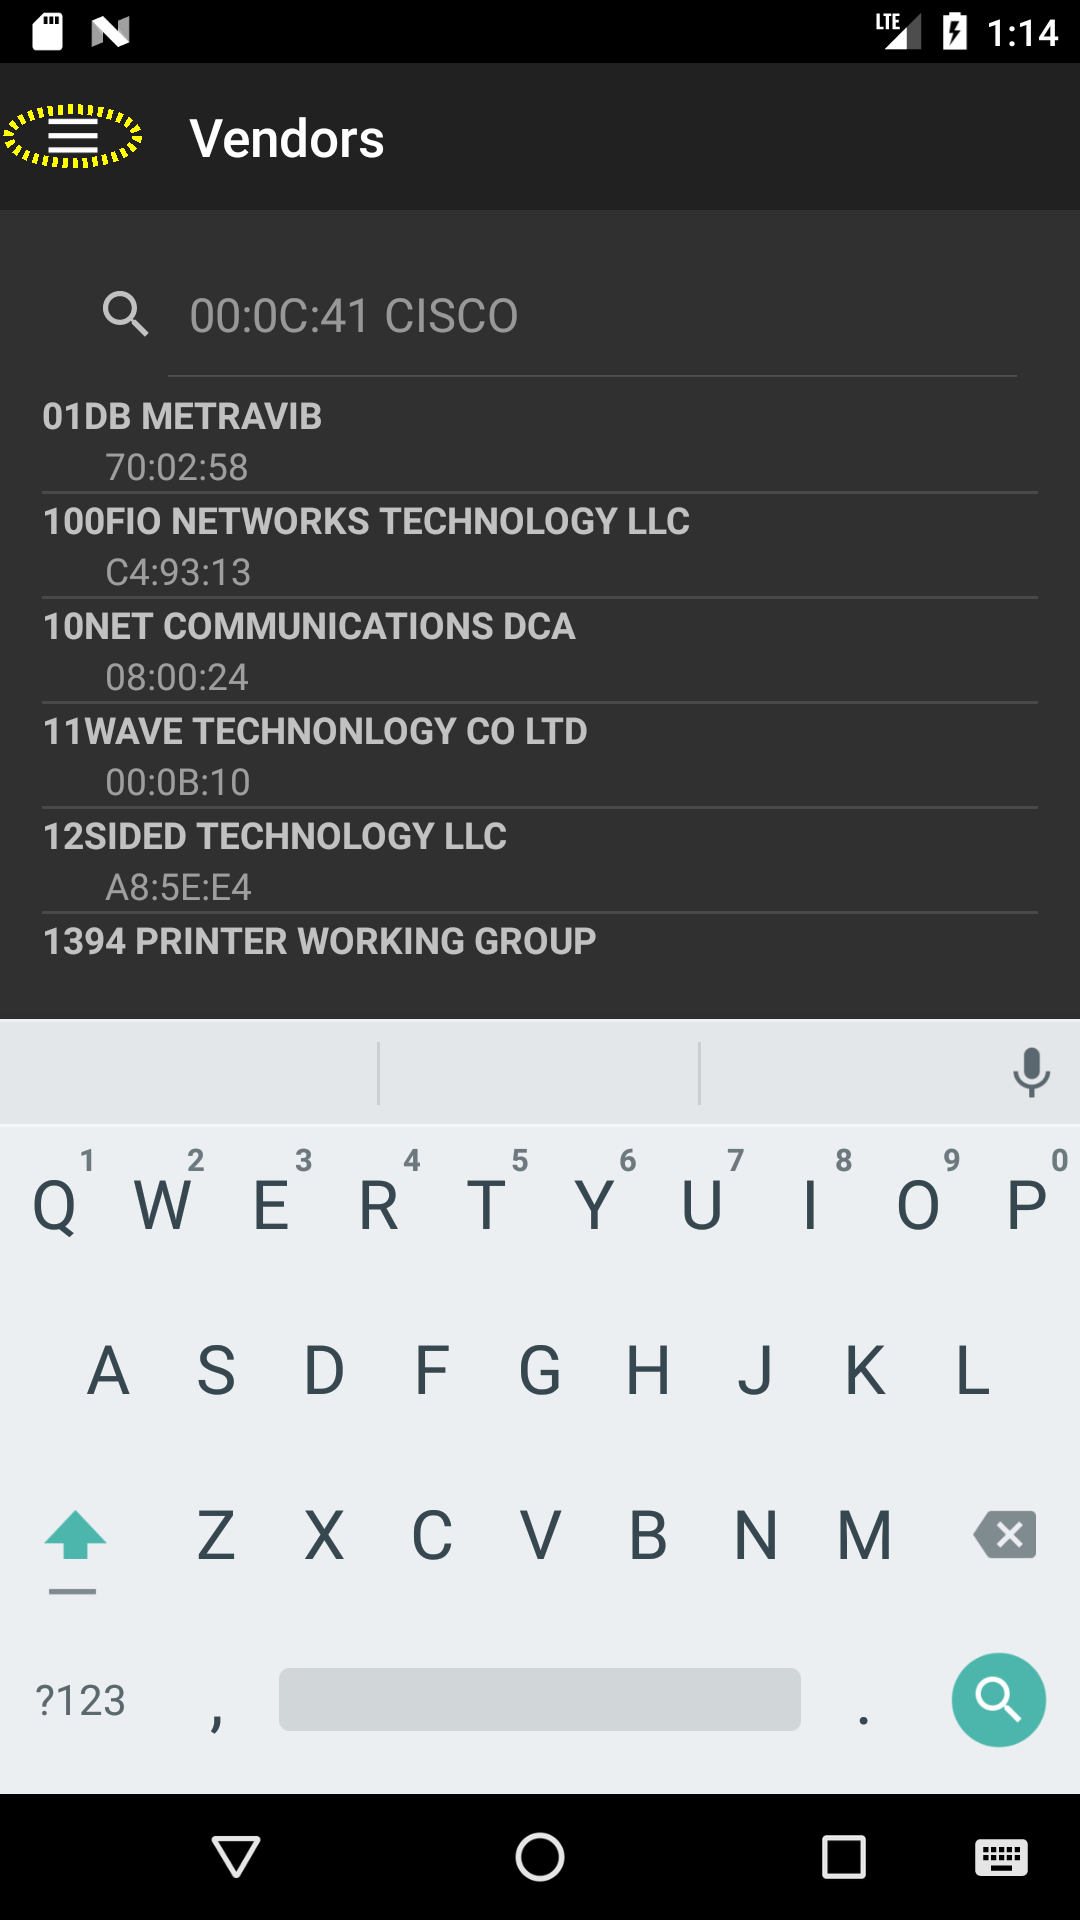 LTE 1:14
Vendors
00:0C:41 CISCO
01DB METRAVIB
70:02:58
100FIO NETWORKS TECHNOLOGY LLC
C4:93:13
10NET COMMUNICATIONS DCA
08:00:24
11WAVE TECHNONLOGY CO LTD
00:0B:10
12SIDED TECHNOLOGY LLC
A8:5E:E4
1394 PRINTER WORKING GROUP
1 2 3 4 5 6 7 8 9 0
Q W E R T Y U I O P
A S D F G H J K L
Z X C V B N M
?123 , .